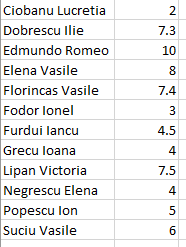 Ciobanu Lucretia 2
Dobrescu Ilie 7.3
Edmundo Romeo 10
Elena Vasile 8
Florincas Vasile 7.4
Fodor Ionel 3
Furdui Iancu 4.5
Grecu Ioana 4
Lipan Victoria 7.5
Negrescu Elena 4
Popescu Ion 5
Suciu Vasile 6